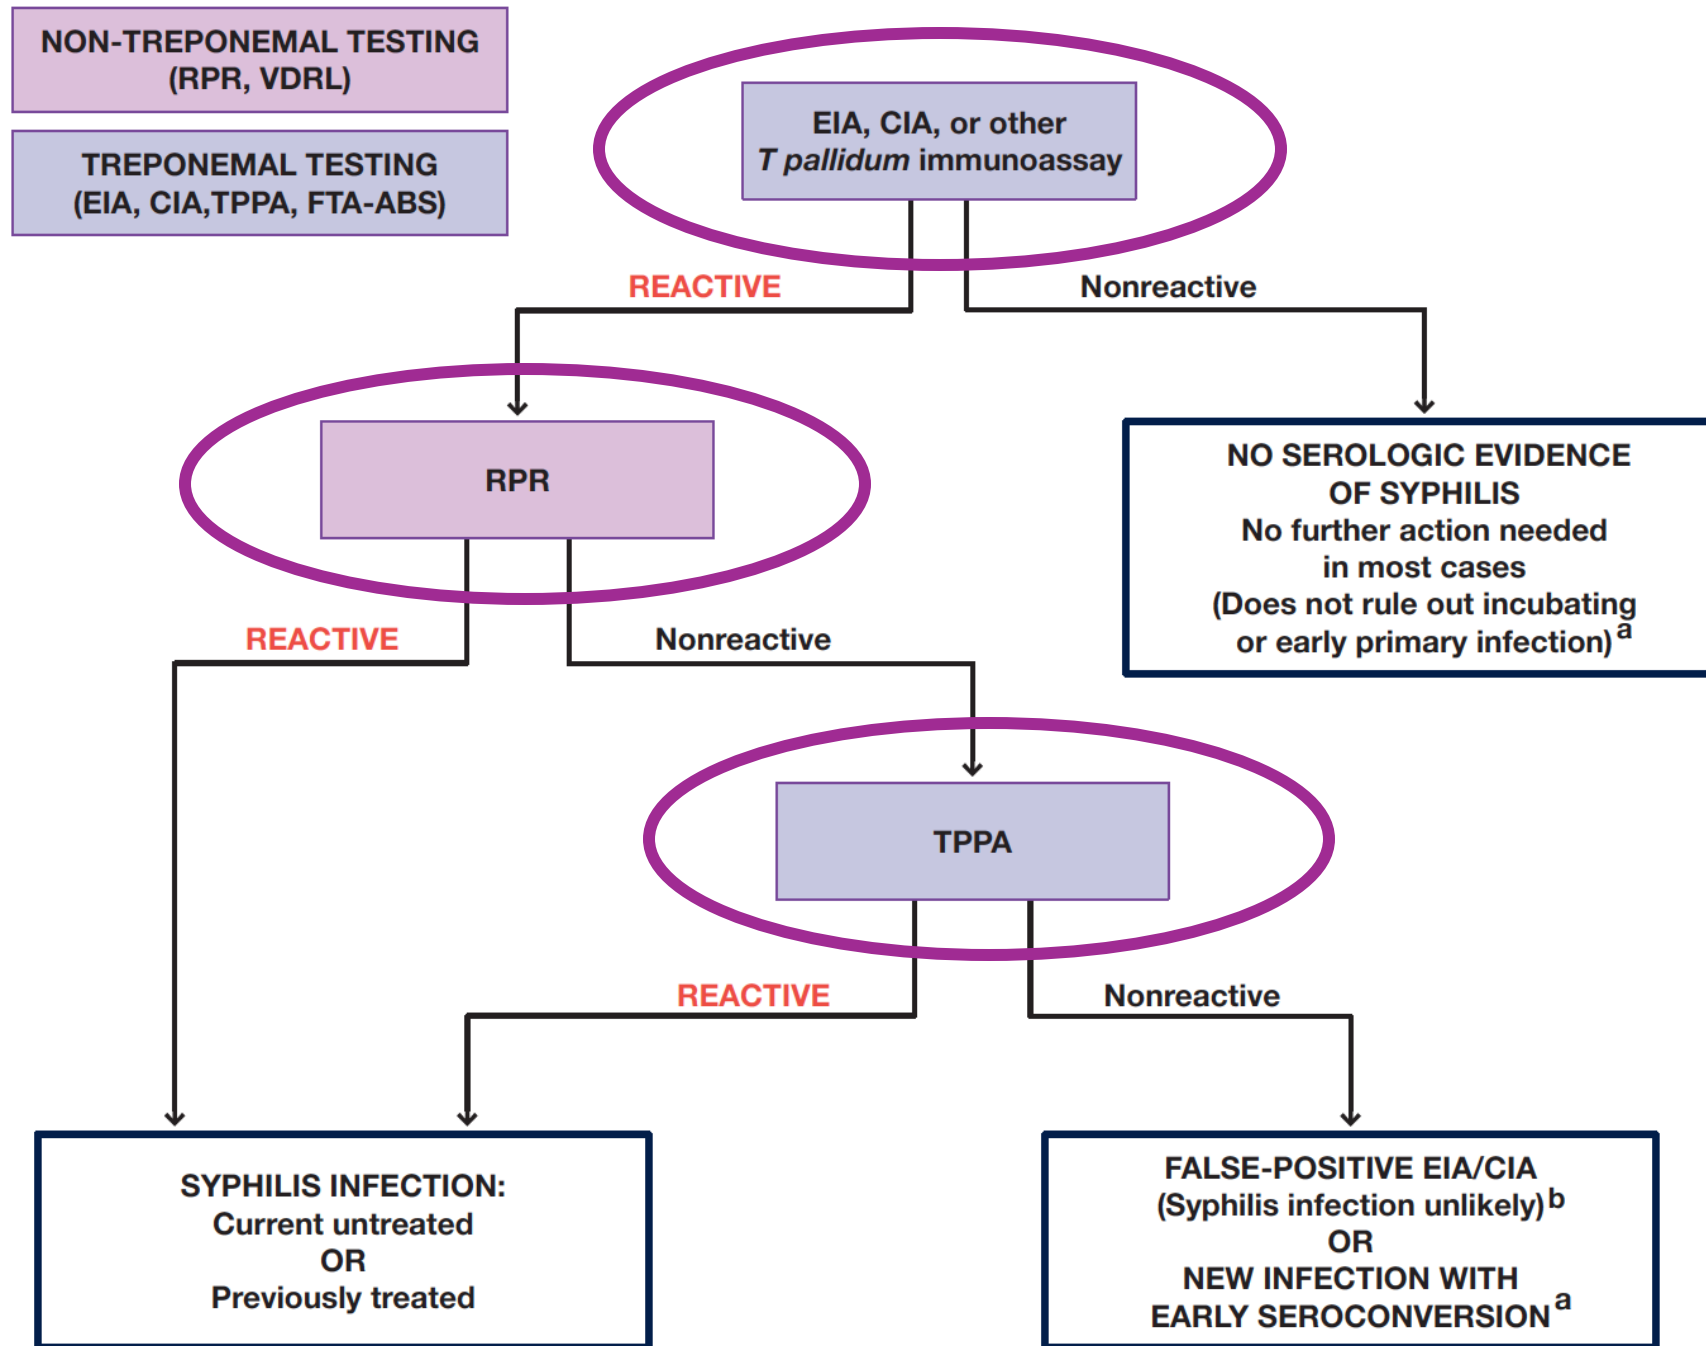 NON-TREPONEMAL TESTING
(RPR, VDRL)
TREPONEMAL TESTING
(EIA, CIA,TPPA, FTA-ABS)
EIA, CIA, or other
T pallidum immunoassay
REACTIVE
Nonreactive
RPR
NO SEROLOGIC EVIDENCE
OF SYPHILIS
No further action needed
in most cases
(Does not rule out incubating
or early primary infection) a
REACTIVE
Nonreactive
TPPA
REACTIVE
Nonreactive
SYPHILIS INFECTION:
Current untreated
OR
Previously treated
FALSE-POSITIVE EIA/CIA
(Syphilis infection unlikely) b
OR
NEW INFECTION WITH
EARLY SEROCONVERSION a